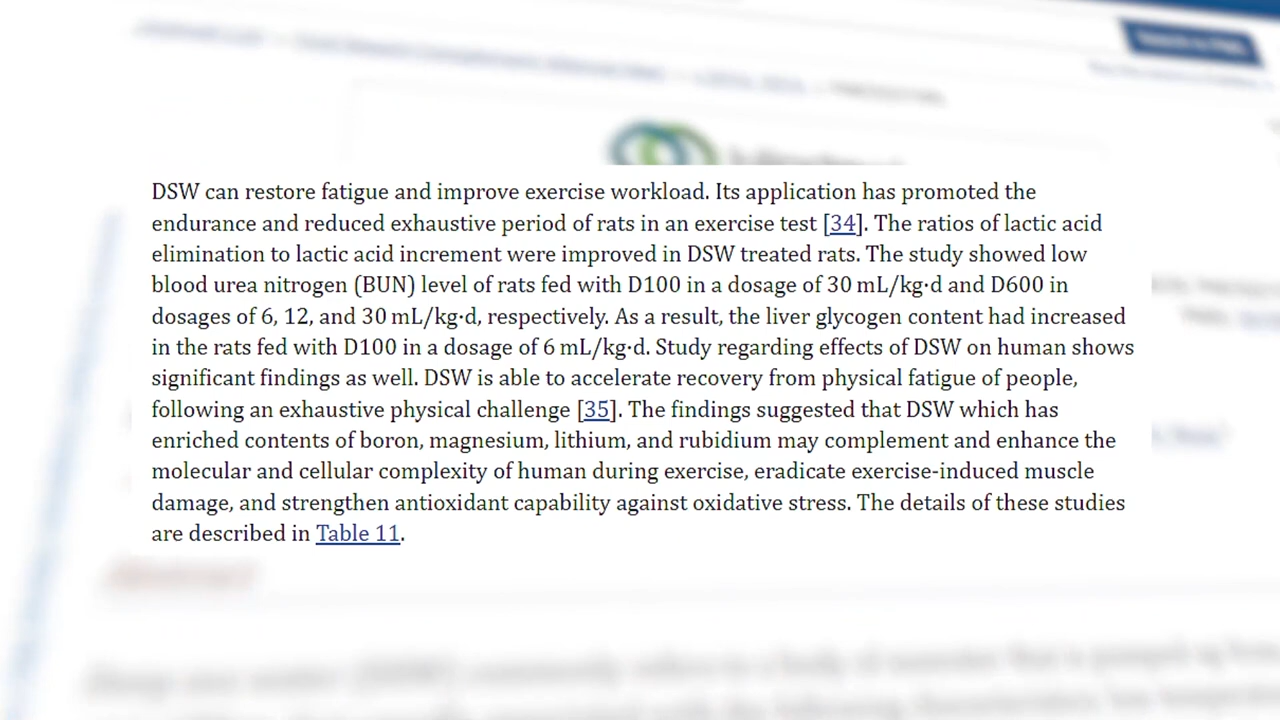 DSW can restore fatigue and improve exercise workload. Its application has promoted the
endurance and reduced exhaustive period of rats in an exercise test [34]. The ratios of lactic acid
elimination to lactic acid increment were improved in DSW treated rats. The study showed low
blood urea nitrogen (BUN) level of rats fed with D100 in a dosage of 30 mL/kg·d and D600 in
dosages of 6, 12, and 30 mL/kg·d, respectively. As a result, the liver glycogen content had increased
in the rats fed with D100 in a dosage of 6 mL/kg·d. Study regarding effects of DSW on human shows
significant findings as well. DSW is able to accelerate recovery from physical fatigue of people,
following an exhaustive physical challenge [35]. The findings suggested that DSW which has
enriched contents of boron, magnesium, lithium, and rubidium may complement and enhance the
molecular and cellular complexity of human during exercise, eradicate exercise-induced muscle
damage, and strengthen antioxidant capability against oxidative stress. The details of these studies
are described in Table 11.